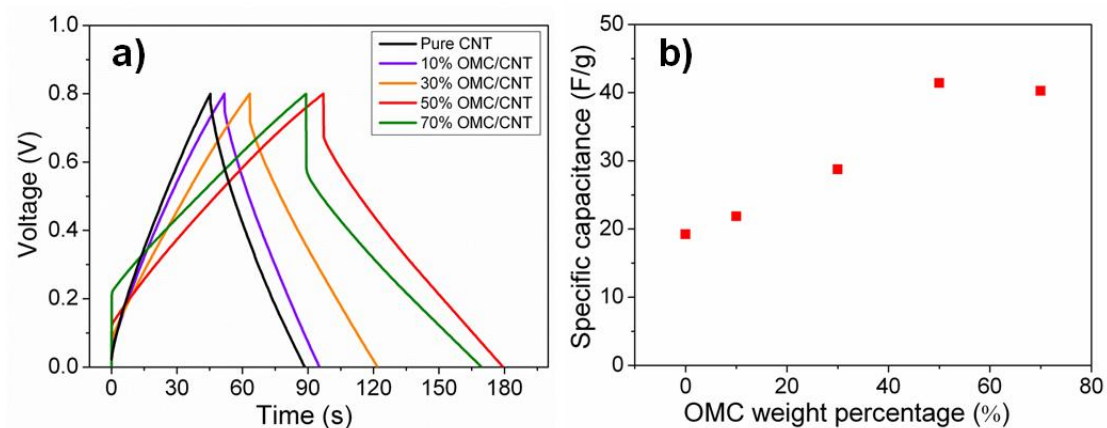 a)
Pure CNT
10% OMC/CNT
30% OMC/CNT
50% OMC/CNT
70% OMC/CNT
1.0
0.8
0.6
0.4
0.2
0.0
Voltage (V)
0 30 60 90 120 150 180
Time (s)
b)
50
40
30
20
10
0
Specific capacitance (F/g)
0 20 40 60 80
OMC weight percentage (%)